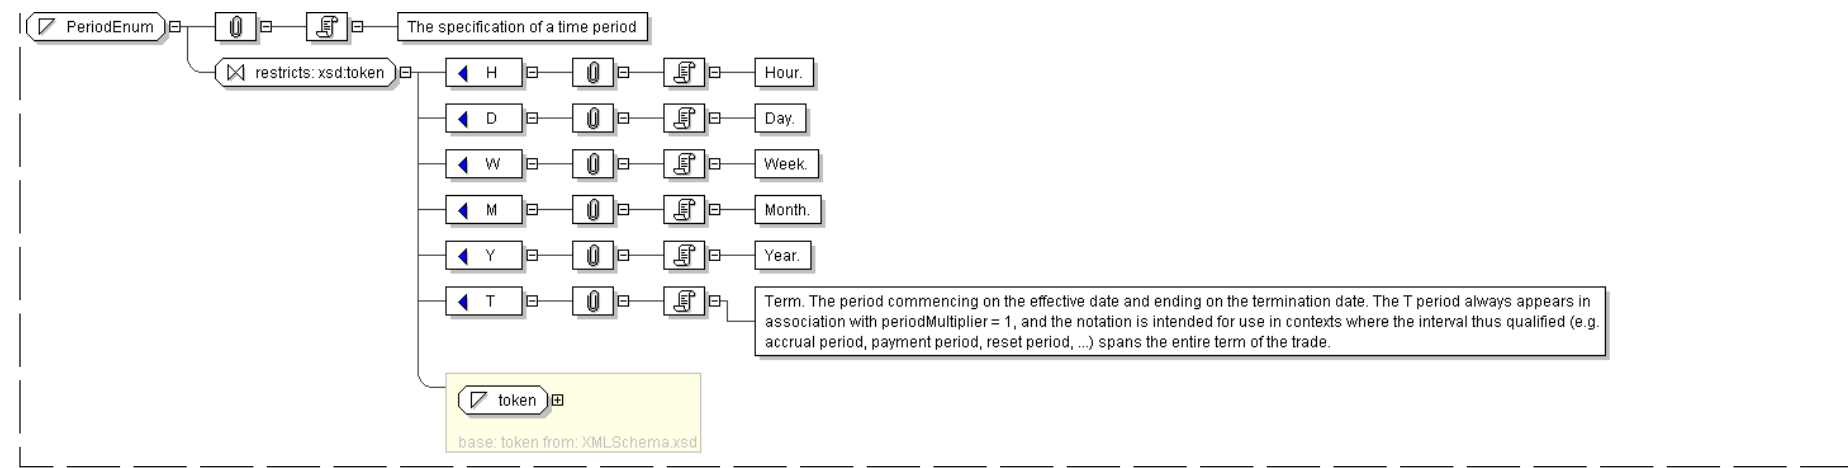 PeriodEnum
The specification of a time period
restricts: xsd:token
H
Hour.
D
Day.
W
Week.
M
Month.
Y
Year.
T
Term. The period commencing on the effective date and ending on the termination date. The T period always appears in
association with periodMultiplier = 1, and the notation is intended for use in contexts where the interval thus qualified (e.g.
accrual period, payment period, reset period, ...) spans the entire term of the trade.
token
base: token from: XMLSchema.xsd